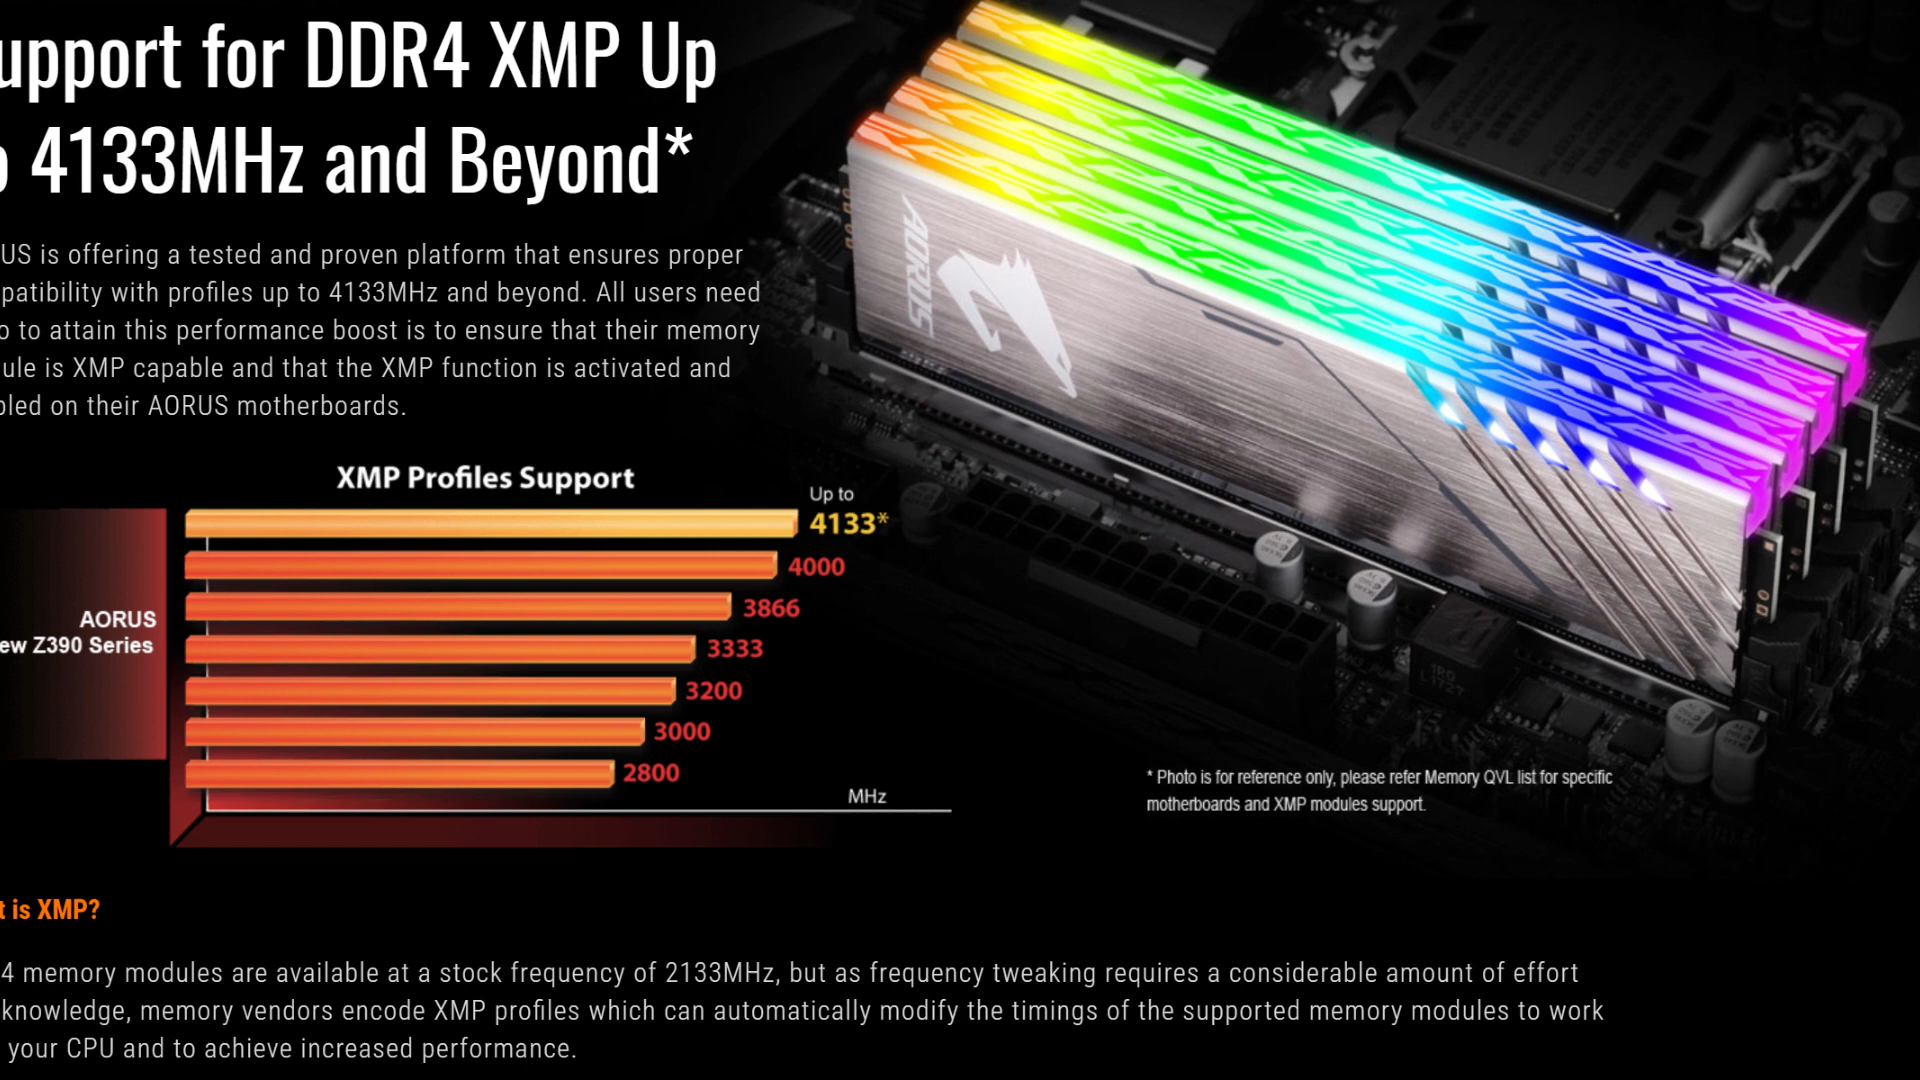 upport for DDR4 XMP Up
o 4133MHz and Beyond*
US is offering a tested and proven platform that ensures proper
patibility with profiles up to 4133MHz and beyond. All users need
o to attain this performance boost is to ensure that their memory
ule is XMP capable and that the XMP function is activated and
bled on their AORUS motherboards.
AORUS
XMP Profiles Support
Up to
4133*
4000
3866
3333
3200
3000
2800
AORUS
ew Z390 Series
MHz
* Photo is for reference only, please refer Memory QVL list for specific
motherboards and XMP modules support.
t is XMP?
4 memory modules are available at a stock frequency of 2133MHz, but as frequency tweaking requires a considerable amount of effort
knowledge, memory vendors encode XMP profiles which can automatically modify the timings of the supported memory modules to work
your CPU and to achieve increased performance.